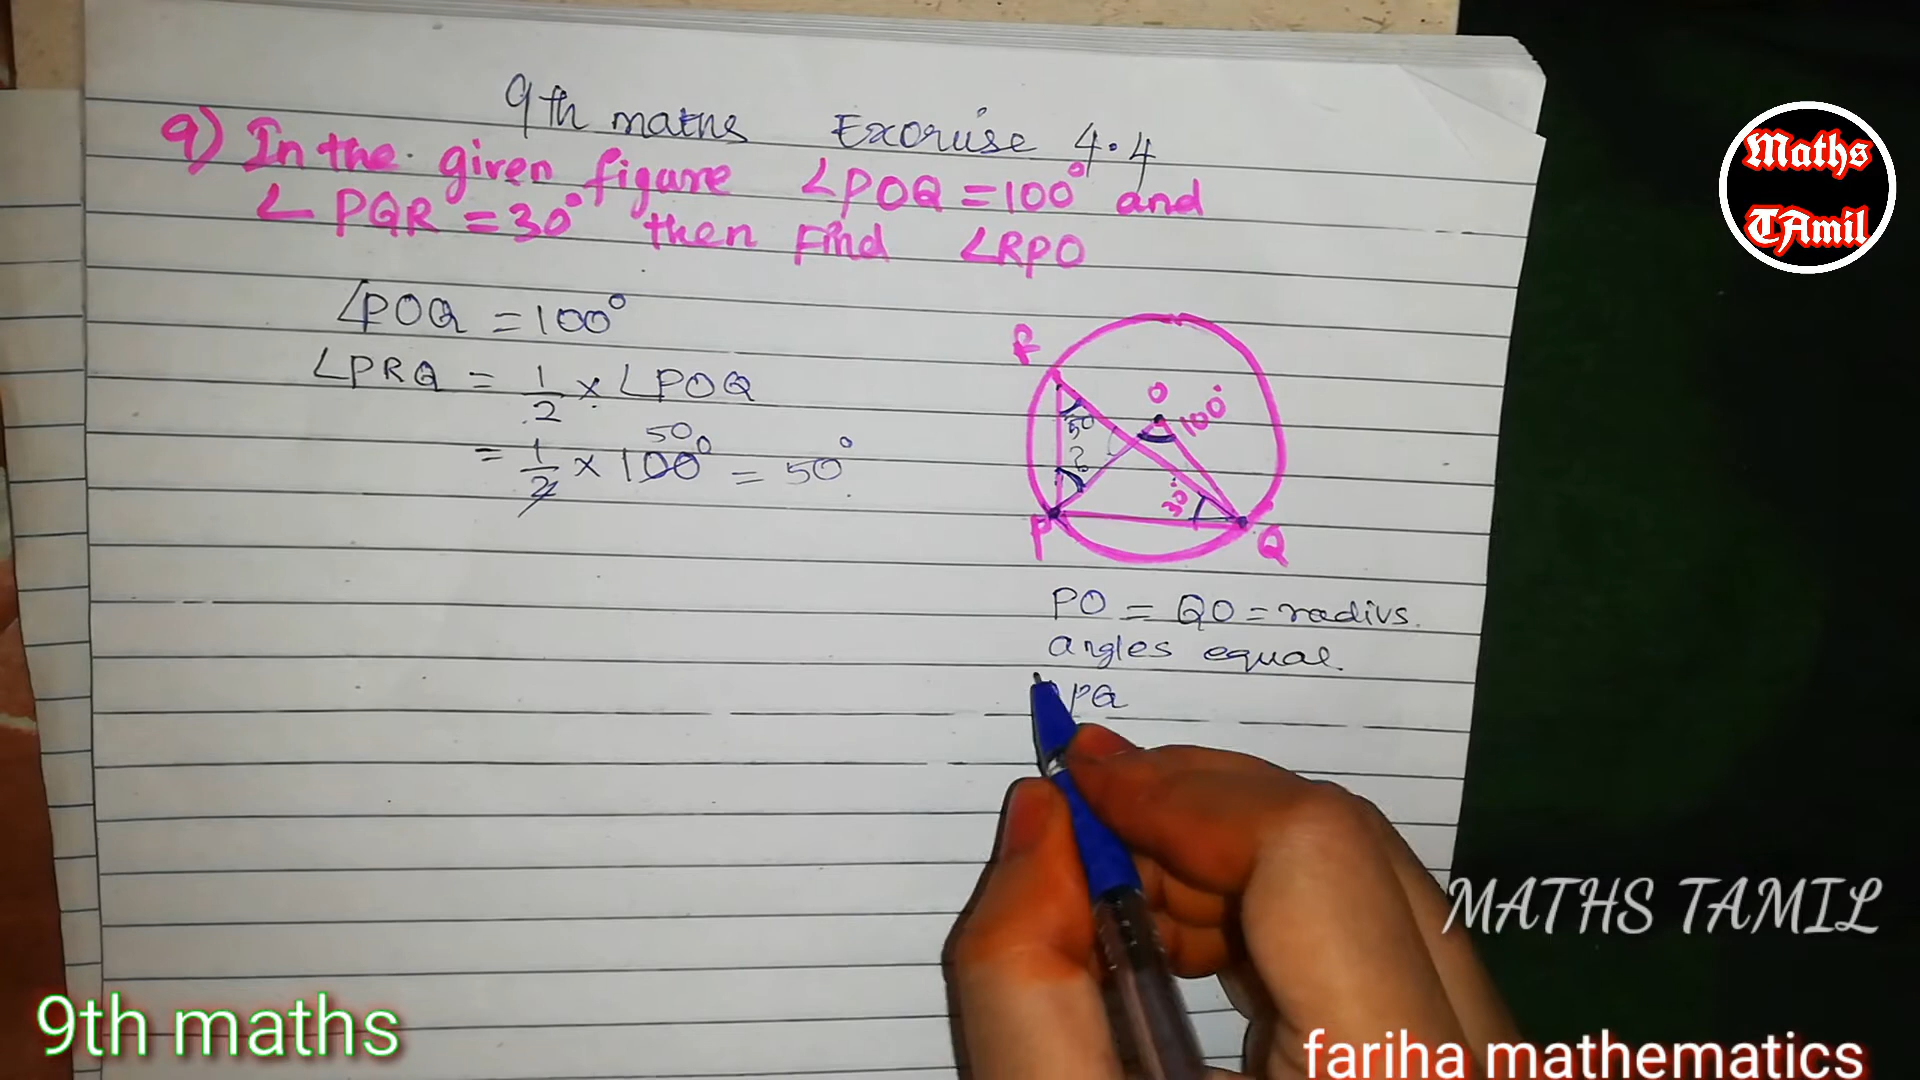 9th maths Exercise 4.4
9) In the given figure ∠POQ = 100° and
∠PQR = 30° then Find ∠RPO
∠POQ = 100°
∠PRQ = 1/2 × ∠POQ
50
= 1/2 × 100° = 50°
R
O
100°
50
?
30°
P
Q
PO = QO = radius.
angles equal.
PQ
Maths
TAmil
MATHS TAMIL
9th maths
fariha mathematics